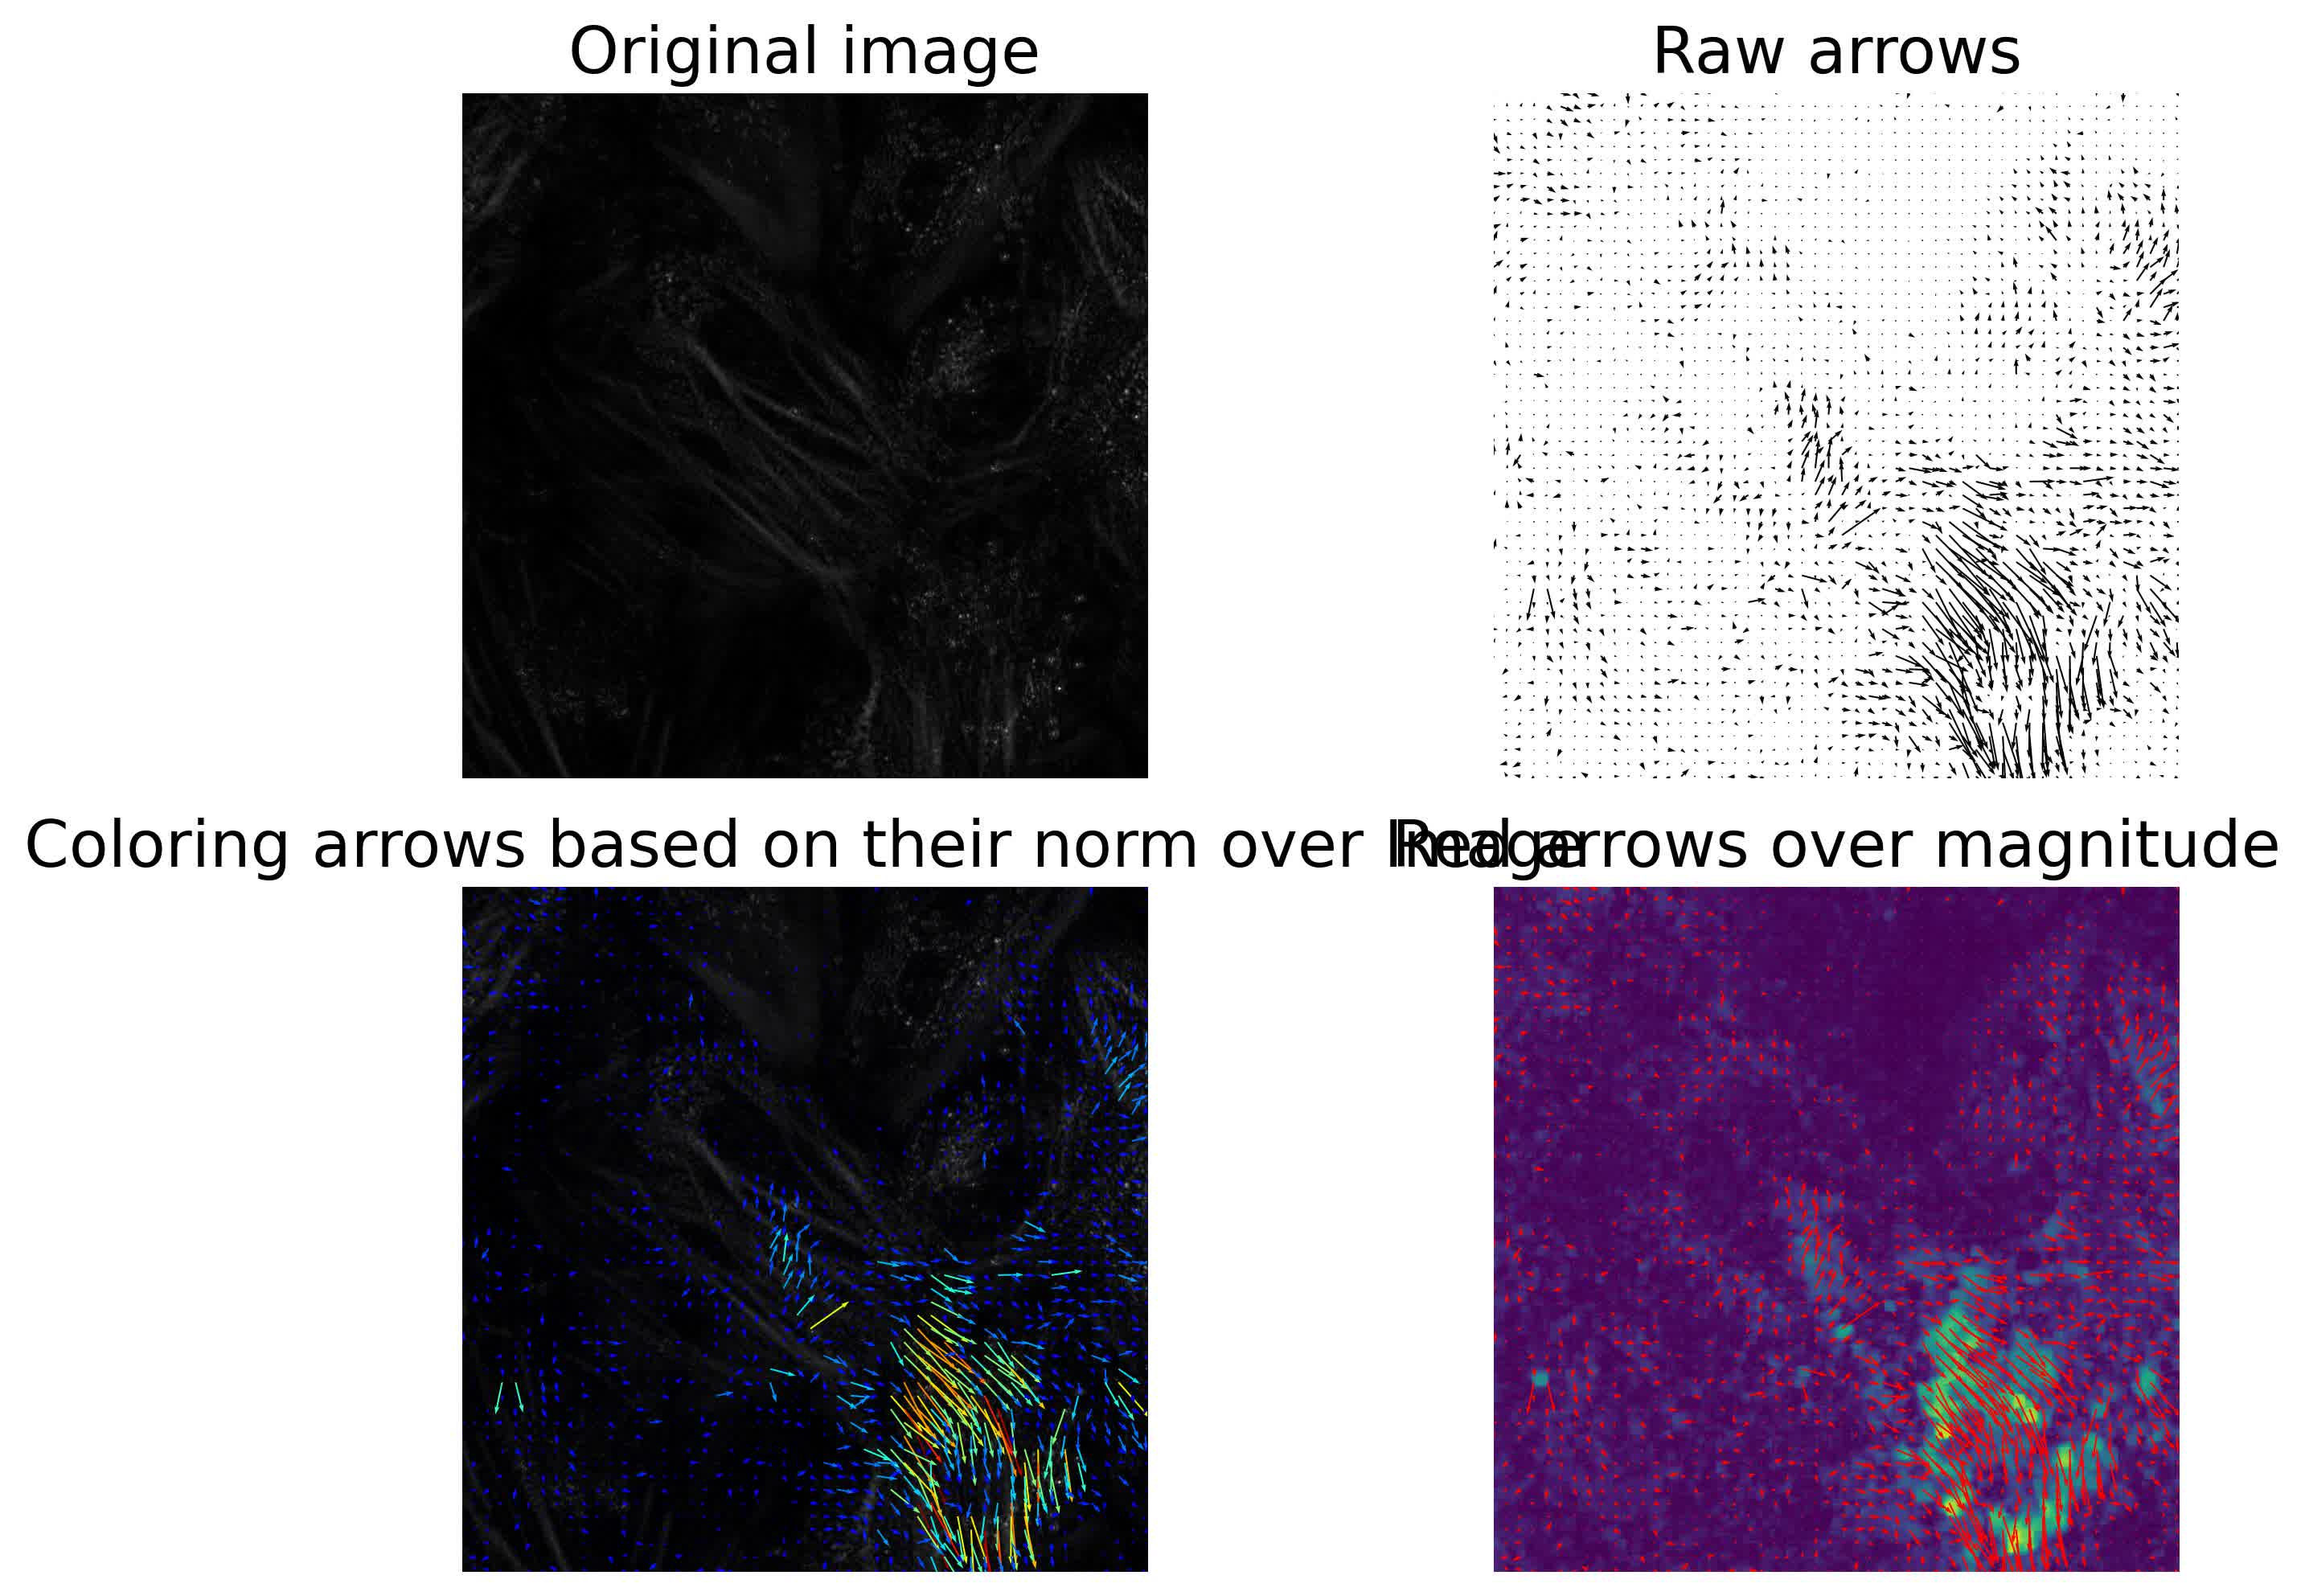 Original image
Raw arrows
Coloring arrows based on their norm over Image
Red arrows over magnitude